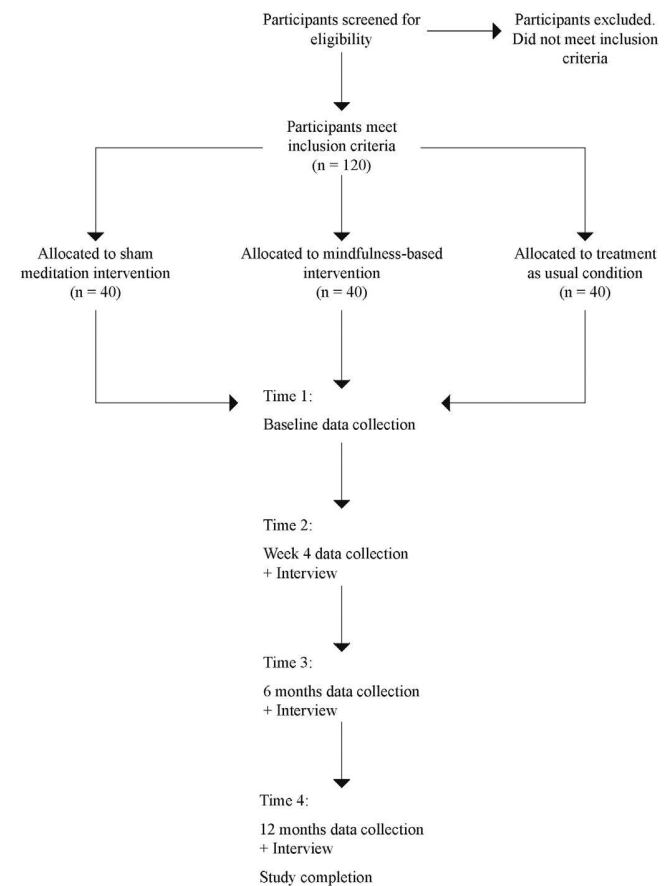 Participants screened for
eligibility
Participants excluded.
Did not meet inclusion
criteria
Participants meet
inclusion criteria
(n = 120)
Allocated to sham
meditation intervention
(n = 40)
Allocated to mindfulness-based
intervention
(n = 40)
Allocated to treatment
as usual condition
(n = 40)
Time 1:
Baseline data collection
Time 2:
Week 4 data collection
+ Interview
Time 3:
6 months data collection
+ Interview
Time 4:
12 months data collection
+ Interview
Study completion